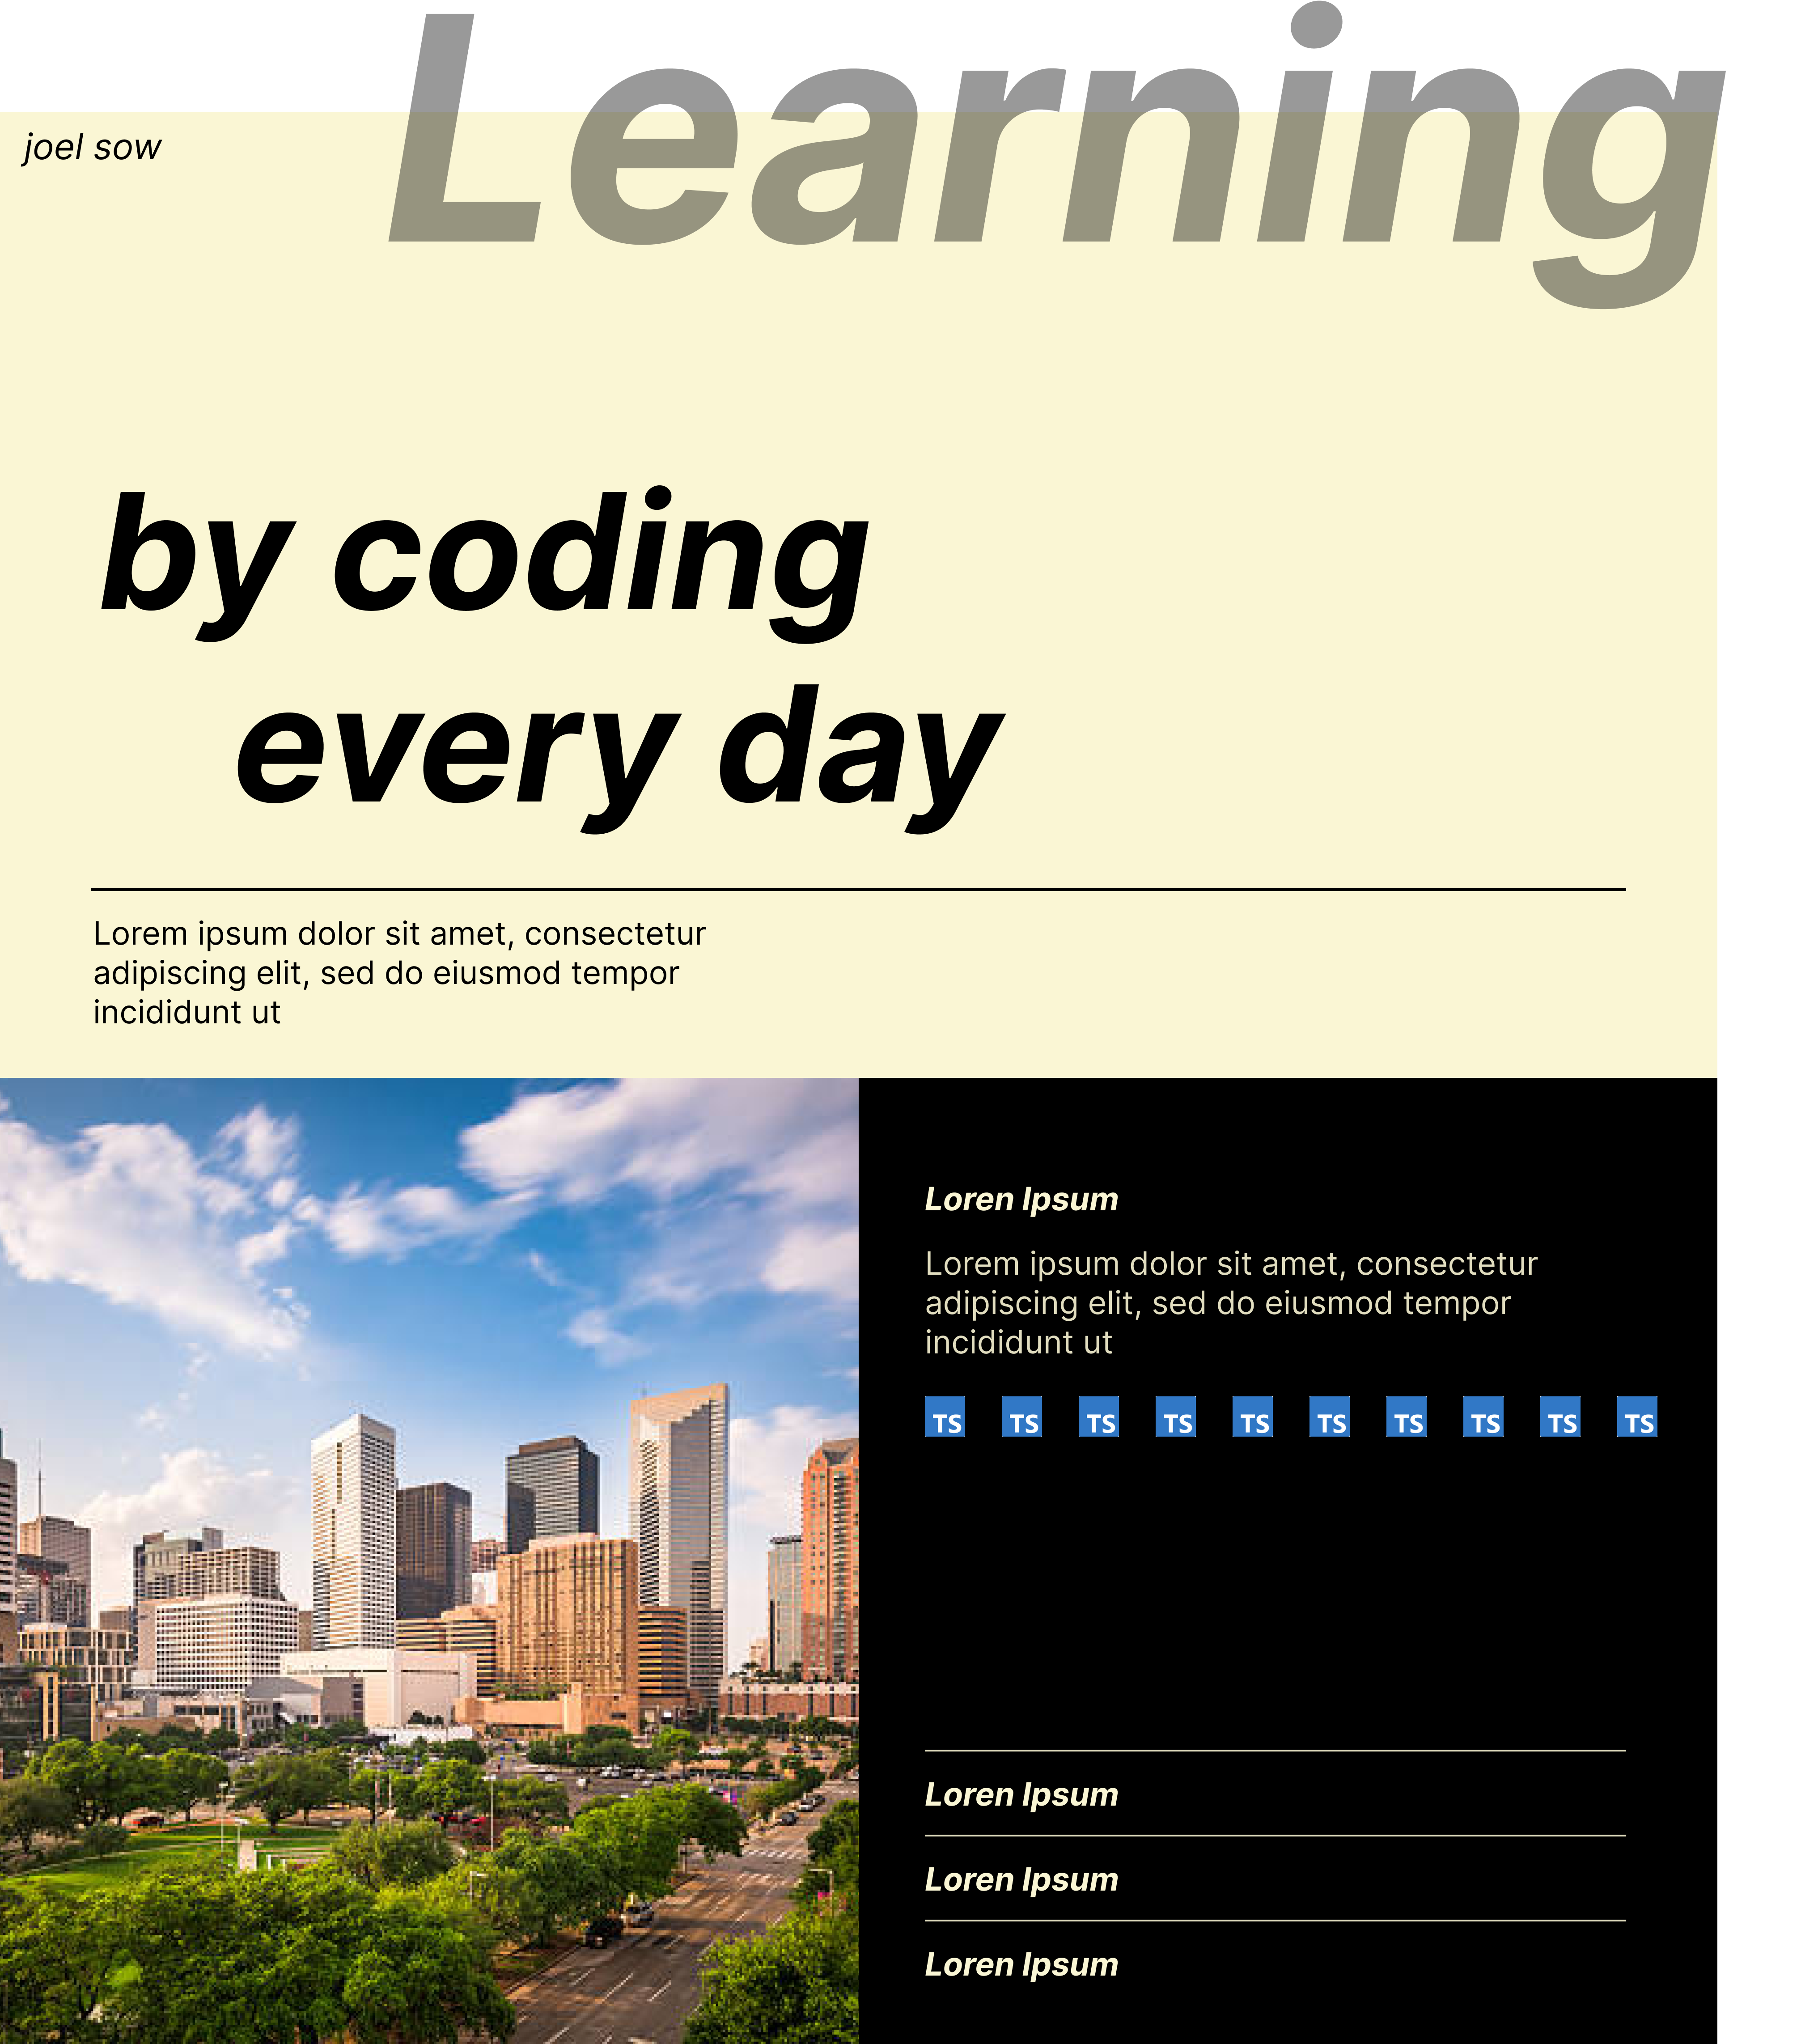 Learning
joel sow
by coding
every day
Lorem ipsum dolor sit amet, consectetur
adipiscing elit, sed do eiusmod tempor
incididunt ut
Loren Ipsum
Lorem ipsum dolor sit amet, consectetur
adipiscing elit, sed do eiusmod tempor
incididunt ut
TS TS TS TS TS TS TS TS TS TS
Loren Ipsum
Loren Ipsum
Loren Ipsum